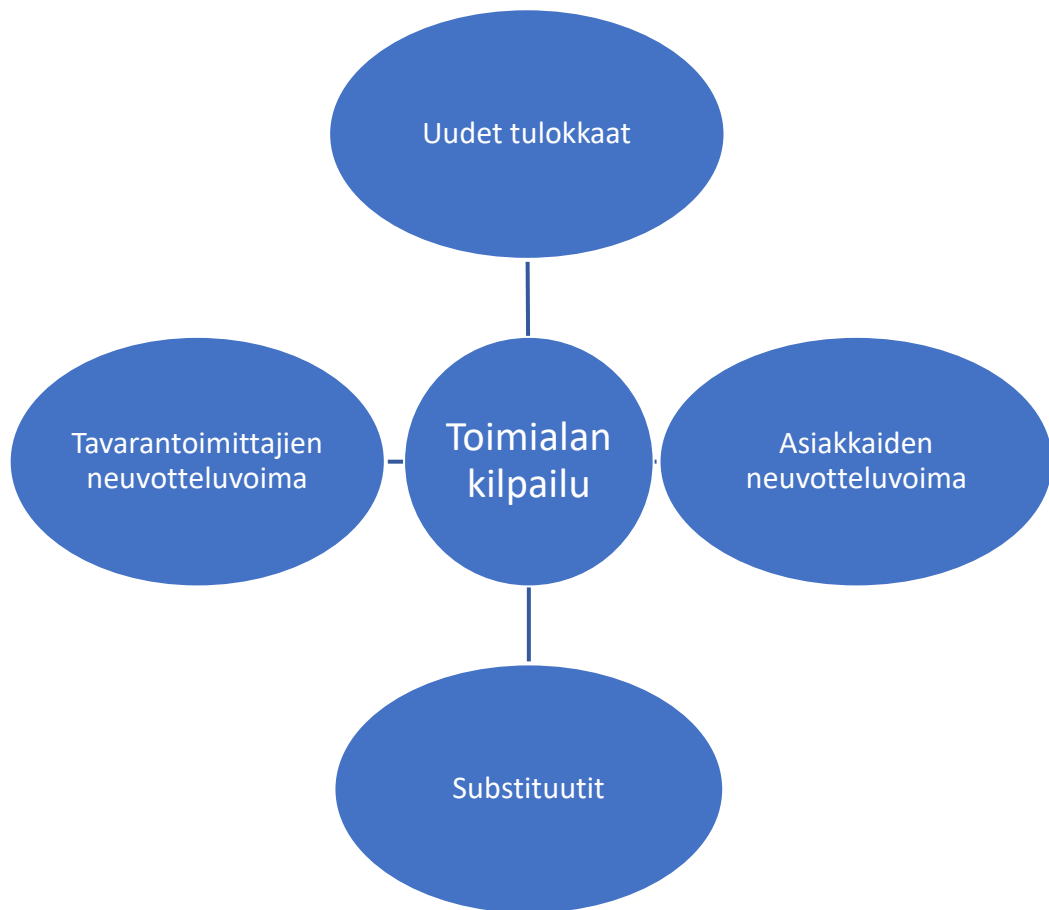 Uudet tulokkaat
Tavarantoimittajien
neuvotteluvoima
Toimialan
kilpailu
Asiakkaiden
neuvotteluvoima
Substituutit